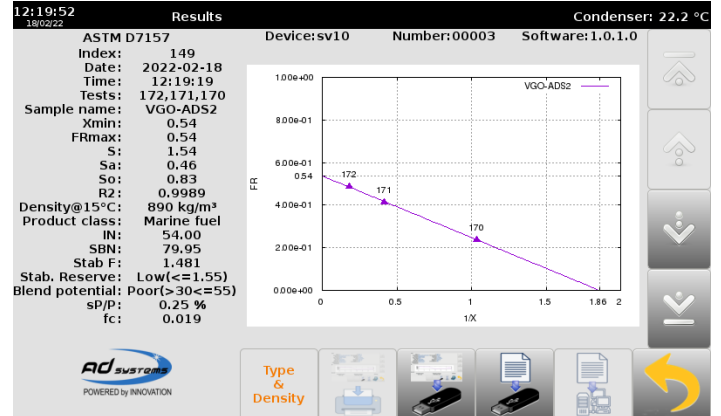 12:19:52
18/02/22
Results
Condenser: 22.2 °C
ASTM D7157
Device:sv10
Number:00003
Software:1.0.1.0
Index: 149
Date: 2022-02-18
Time: 12:19:19
Tests: 172,171,170
Sample name: VGO-ADS2
Xmin: 0.54
FRmax: 0.54
S: 1.54
Sa: 0.46
So: 0.83
R2: 0.9989
Density@15°C: 890 kg/m³
Product class: Marine fuel
IN: 54.00
SBN: 79.95
Stab F: 1.481
Stab. Reserve: Low(<=1.55)
Blend potential: Poor(>30<=55)
sP/P: 0.25 %
fc: 0.019
VGO-ADS2
1.00e+00
8.00e-01
6.00e-01
0.54
4.00e-01
2.00e-01
0.00e+00
FR
172
171
170
0 0.5 1 1.5 1.86 2
1/X
AD systems
POWERED by INNOVATION
Type
&
Density